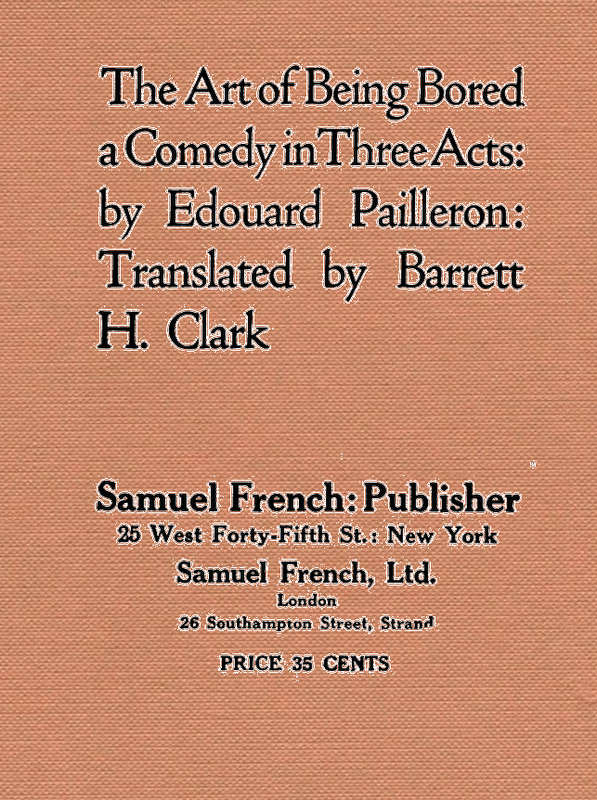 The Art of Being Bored
a Comedy in Three Acts:
by Edouard Pailleron:
Translated by Barrett
H. Clark
Samuel French: Publisher
25 West Forty-Fifth St.: New York
Samuel French, Ltd.
London
26 Southampton Street, Strand
PRICE 35 CENTS